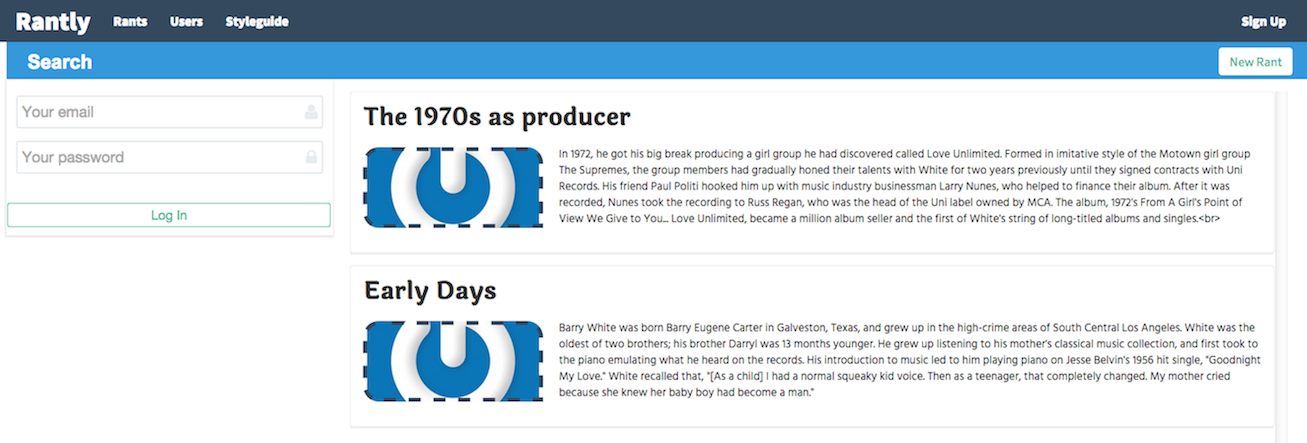 Rantly Rants Users Styleguide Sign Up
Search New Rant
Your email
Your password
Log In
The 1970s as producer
In 1972, he got his big break producing a girl group he had discovered called Love Unlimited. Formed in imitative style of the Motown girl group
The Supremes, the group members had gradually honed their talents with White for two years previously until they signed contracts with Uni
Records. His friend Paul Politi hooked him up with music industry businessman Larry Nunes, who helped to finance their album. After it was
recorded, Nunes took the recording to Russ Regan, who was the head of the Uni label owned by MCA. The album, 1972's From A Girl's Point of
View We Give to You... Love Unlimited, became a million album seller and the first of White's string of long-titled albums and singles.<br>
Early Days
Barry White was born Barry Eugene Carter in Galveston, Texas, and grew up in the high-crime areas of South Central Los Angeles. White was the
oldest of two brothers; his brother Darryl was 13 months younger. He grew up listening to his mother's classical music collection, and first took to
the piano emulating what he heard on the records. His introduction to music led to him playing piano on Jesse Belvin's 1956 hit single, "Goodnight
My Love." White recalled that, "[As a child] I had a normal squeaky kid voice. Then as a teenager, that completely changed. My mother cried
because she knew her baby boy had become a man."